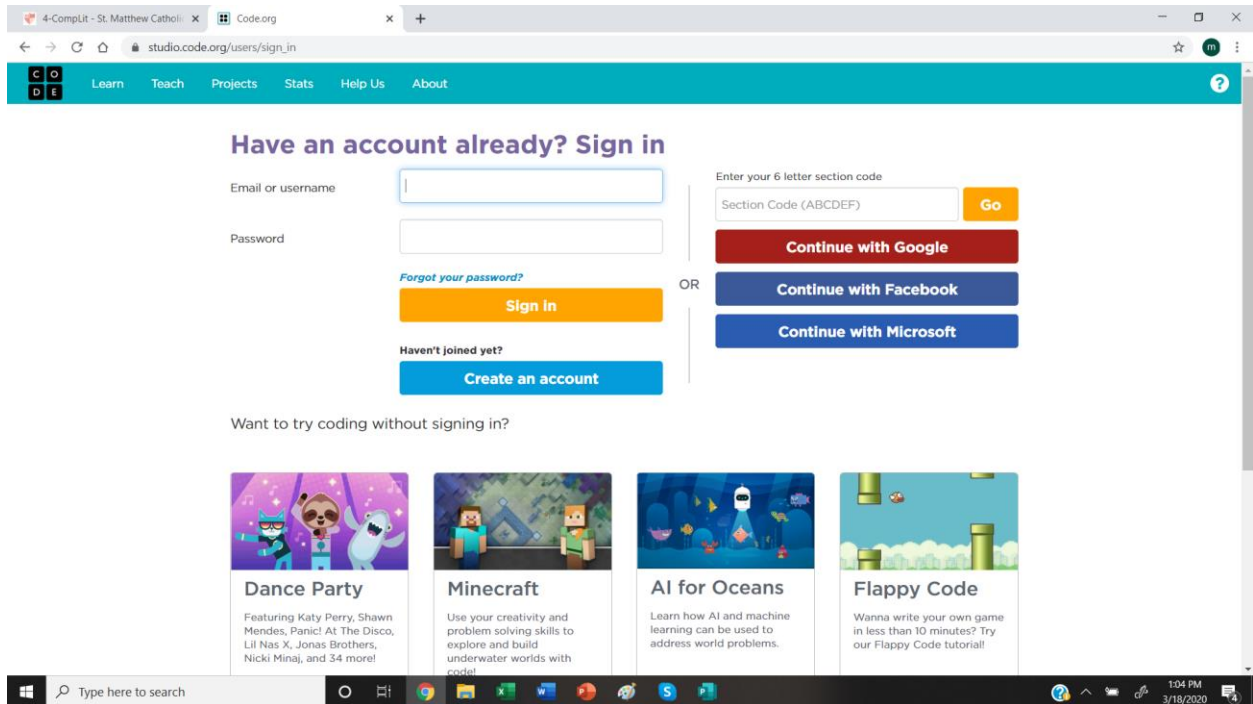 4-CompLit - St. Matthew Catholi
Code.org
studio.code.org/users/sign_in
m
C O
D E
Learn Teach Projects Stats Help Us About
?
Have an account already? Sign in
Email or username
Password
Forgot your password?
Sign in
Haven't joined yet?
Create an account
OR
Enter your 6 letter section code
Section Code (ABCDEF)
Go
Continue with Google
Continue with Facebook
Continue with Microsoft
Want to try coding without signing in?
Dance Party
Featuring Katy Perry, Shawn
Mendes, Panic! At The Disco,
Lil Nas X, Jonas Brothers,
Nicki Minaj, and 34 more!
Minecraft
Use your creativity and
problem solving skills to
explore and build
underwater worlds with
code!
AI for Oceans
Learn how AI and machine
learning can be used to
address world problems.
Flappy Code
Wanna write your own game
in less than 10 minutes? Try
our Flappy Code tutorial!
Type here to search
1:04 PM
3/18/2020
4